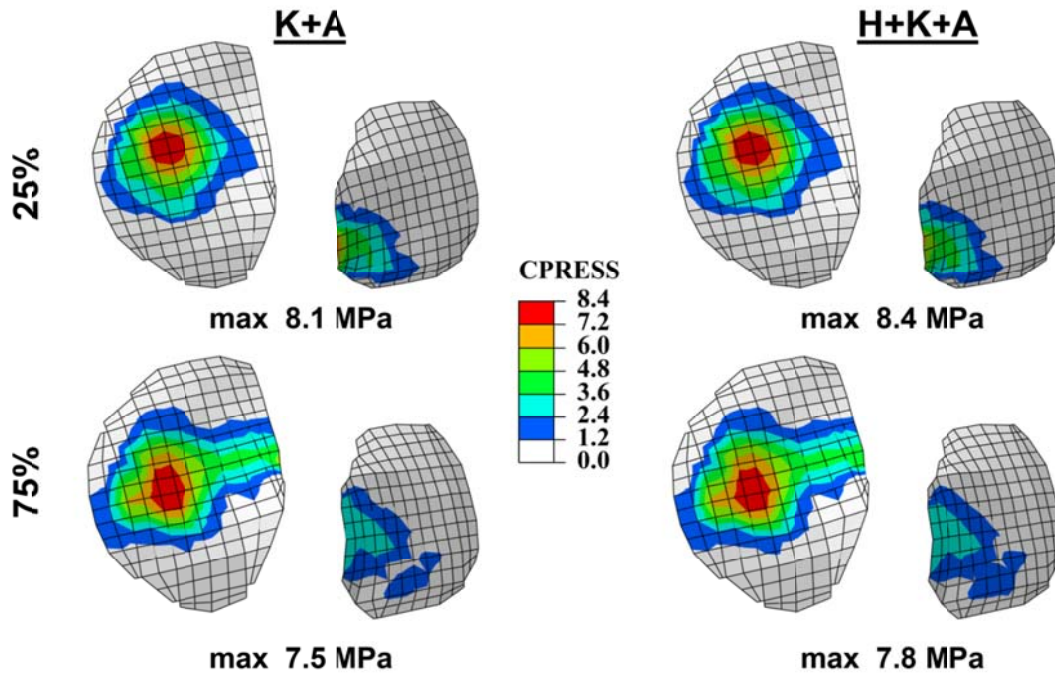 K+A
H+K+A
25%
max 8.1 MPa
max 8.4 MPa
CPRESS
8.4
7.2
6.0
4.8
3.6
2.4
1.2
0.0
75%
max 7.5 MPa
max 7.8 MPa